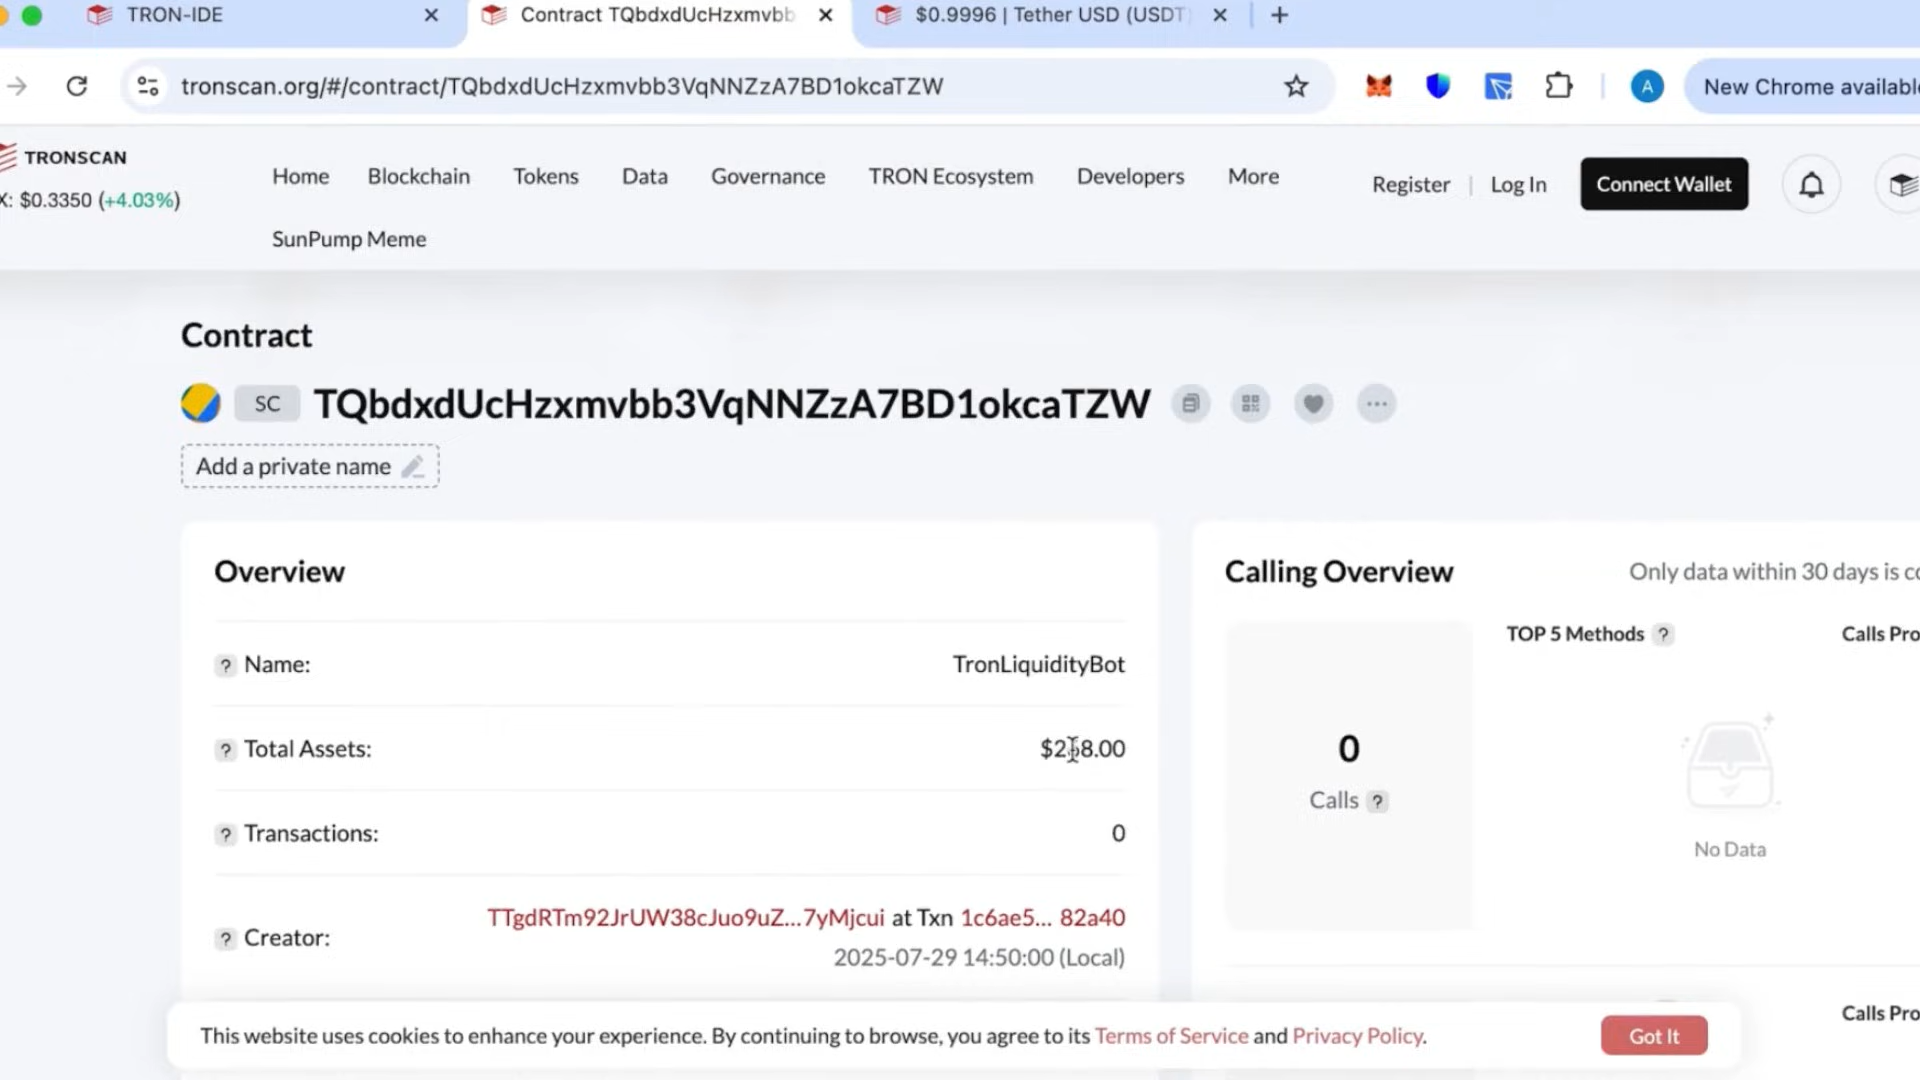 TRON-IDE
Contract TQbdxdUcHzxmvbb
$0.9996 | Tether USD (USDT)
tronscan.org/#/contract/TQbdxdUcHzxmvbb3VqNNZzA7BD1okcaTZW
A
New Chrome available
TRONSCAN
X: $0.3350 (+4.03%)
Home
Blockchain
Tokens
Data
Governance
TRON Ecosystem
Developers
More
SunPump Meme
Register | Log In
Connect Wallet
Contract
SC
TQbdxdUcHzxmvbb3VqNNZzA7BD1okcaTZW
Add a private name
Overview
? Name:
TronLiquidityBot
? Total Assets:
? Transactions:
0
? Creator:
TTgdRTm92JrUW38cJuo9uZ...7yMjcui at Txn 1c6ae5... 82a40
2025-07-29 14:50:00 (Local)
Calling Overview
Only data within 30 days is co
0
Calls ?
TOP 5 Methods ?
Calls Pro
No Data
Calls Pro
This website uses cookies to enhance your experience. By continuing to browse, you agree to its Terms of Service and Privacy Policy.
Got It